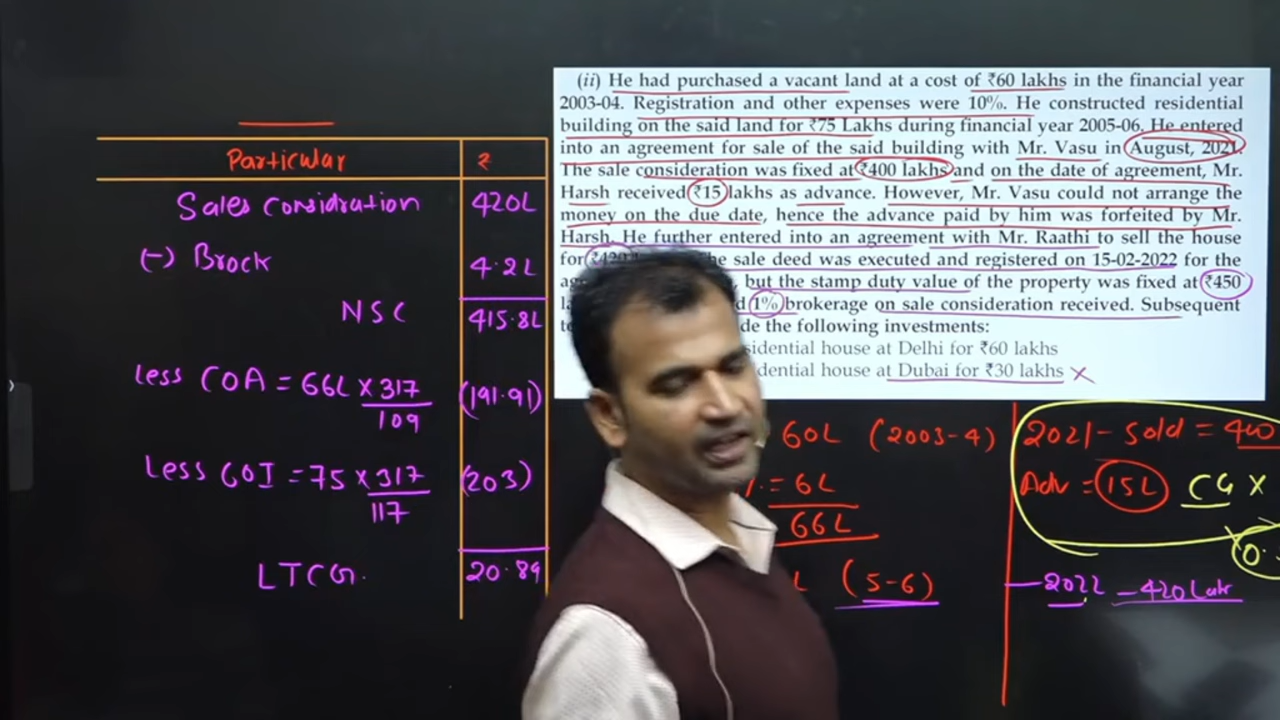 Particular ₹
Sales Considration 420L
(-) Brock 4.2L
NSC 415.8L
Less COA = 66L × 317 (191.91)
109
Less COI = 75 × 317 (203)
117
LTCG. 20.89
(ii) He had purchased a vacant land at a cost of ₹60 lakhs in the financial year
2003-04. Registration and other expenses were 10%. He constructed residential
building on the said land for ₹75 Lakhs during financial year 2005-06. He entered
into an agreement for sale of the said building with Mr. Vasu in August, 2021.
The sale consideration was fixed at ₹400 lakhs and on the date of agreement, Mr.
Harsh received ₹15 lakhs as advance. However, Mr. Vasu could not arrange the
money on the due date, hence the advance paid by him was forfeited by Mr.
Harsh. He further entered into an agreement with Mr. Raathi to sell the house
for ₹420 he sale deed was executed and registered on 15-02-2022 for the
but the stamp duty value of the property was fixed at ₹450
1% brokerage on sale consideration received. Subsequent
de the following investments:
sidential house at Delhi for ₹60 lakhs
dential house at Dubai for ₹30 lakhs ×
60L (2003-4)
= 6L
66L
L (5-6)
2021 - Sold = 400
Adv = 15L CG ×
0
2022 - 420 Lakh